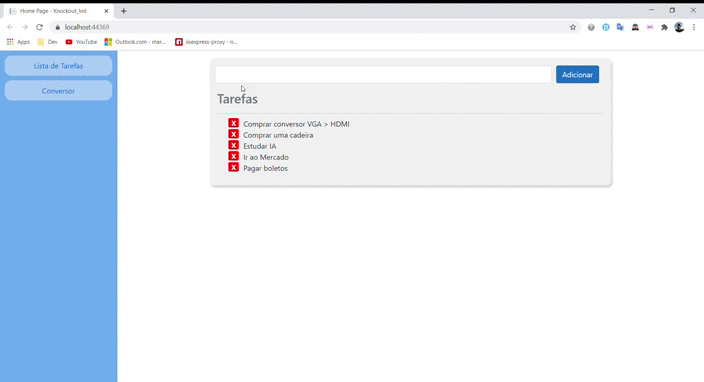 Home Page - Knockout_Init
localhost:44369
Apps
Dev
YouTube
Outlook.com - mar...
iisexpress-proxy – n...
Lista de Tarefas
Conversor
Adicionar
Tarefas
X Comprar conversor VGA > HDMI
X Comprar uma cadeira
X Estudar IA
X Ir ao Mercado
X Pagar boletos